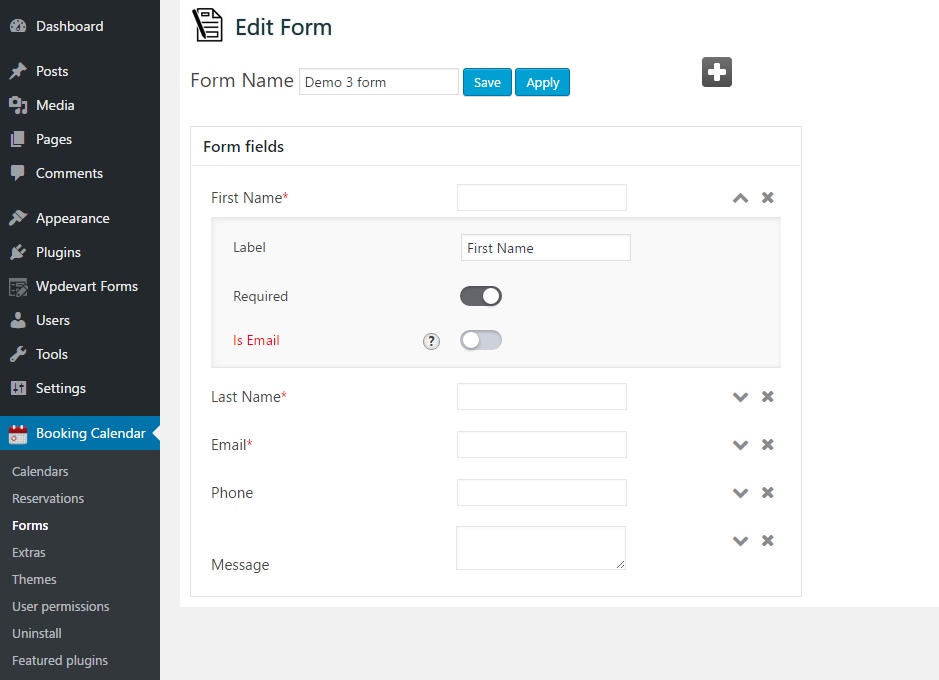 Dashboard
Posts
Media
Pages
Comments
Appearance
Plugins
Wpdevart Forms
Users
Tools
Settings
Booking Calendar
Calendars
Reservations
Forms
Extras
Themes
User permissions
Uninstall
Featured plugins
Edit Form
Form Name Demo 3 form Save Apply
Form fields
First Name*
Label First Name
Required
Is Email ?
Last Name*
Email*
Phone
Message